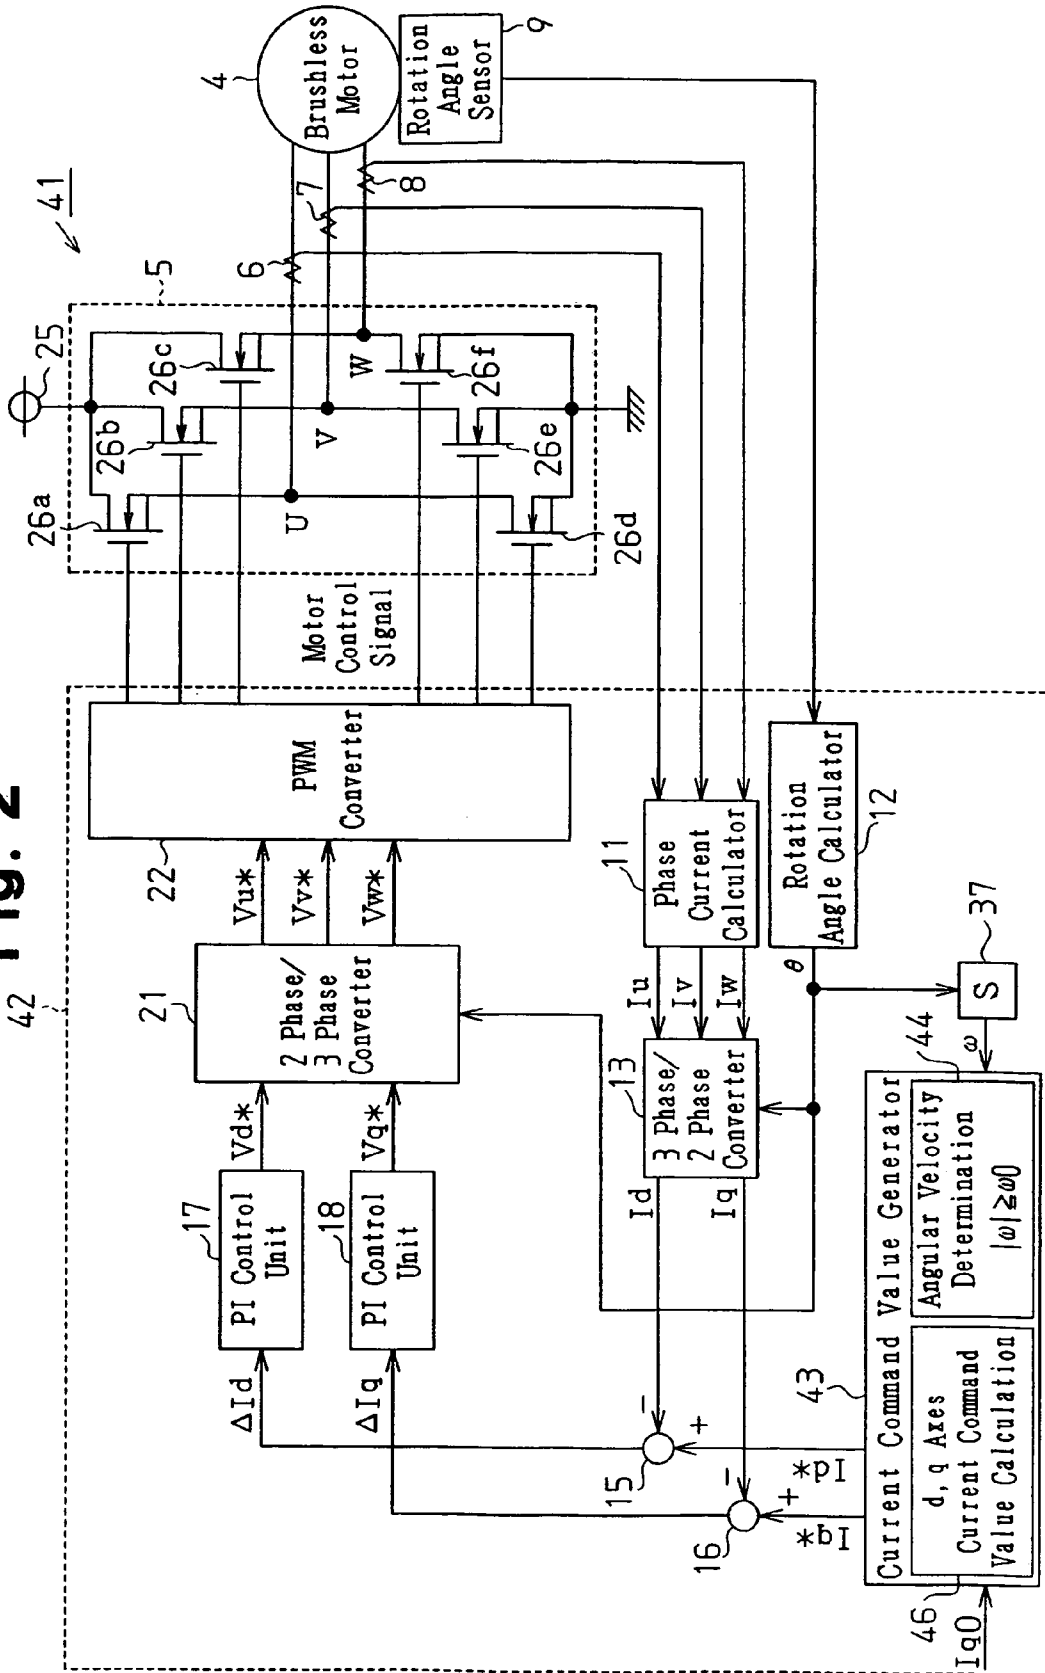 Fig. 2
41
42
5
25
26a
26b
26c
26d
26e
26f
U
V
W
6
7
8
4
Brushless
Motor
Rotation
Angle
Sensor
9
Motor
Control
Signal
22
PWM
Converter
Vu*
Vv*
Vw*
21
2 Phase/
3 Phase
Converter
Vd*
Vq*
17
PI Control
Unit
18
PI Control
Unit
ΔId
ΔIq
11
Phase
Current
Calculator
Iu
Iv
Iw
13
3 Phase/
2 Phase
Converter
Id
Iq
Rotation
Angle Calculator
12
θ
S
37
ω
15
-
+
16
-
+
Id*
Iq*
43
Current Command Value Generator
44
Angular Velocity
Determination
|ω|≧ω0
46
d, q Axes
Current Command
Value Calculation
Iq0